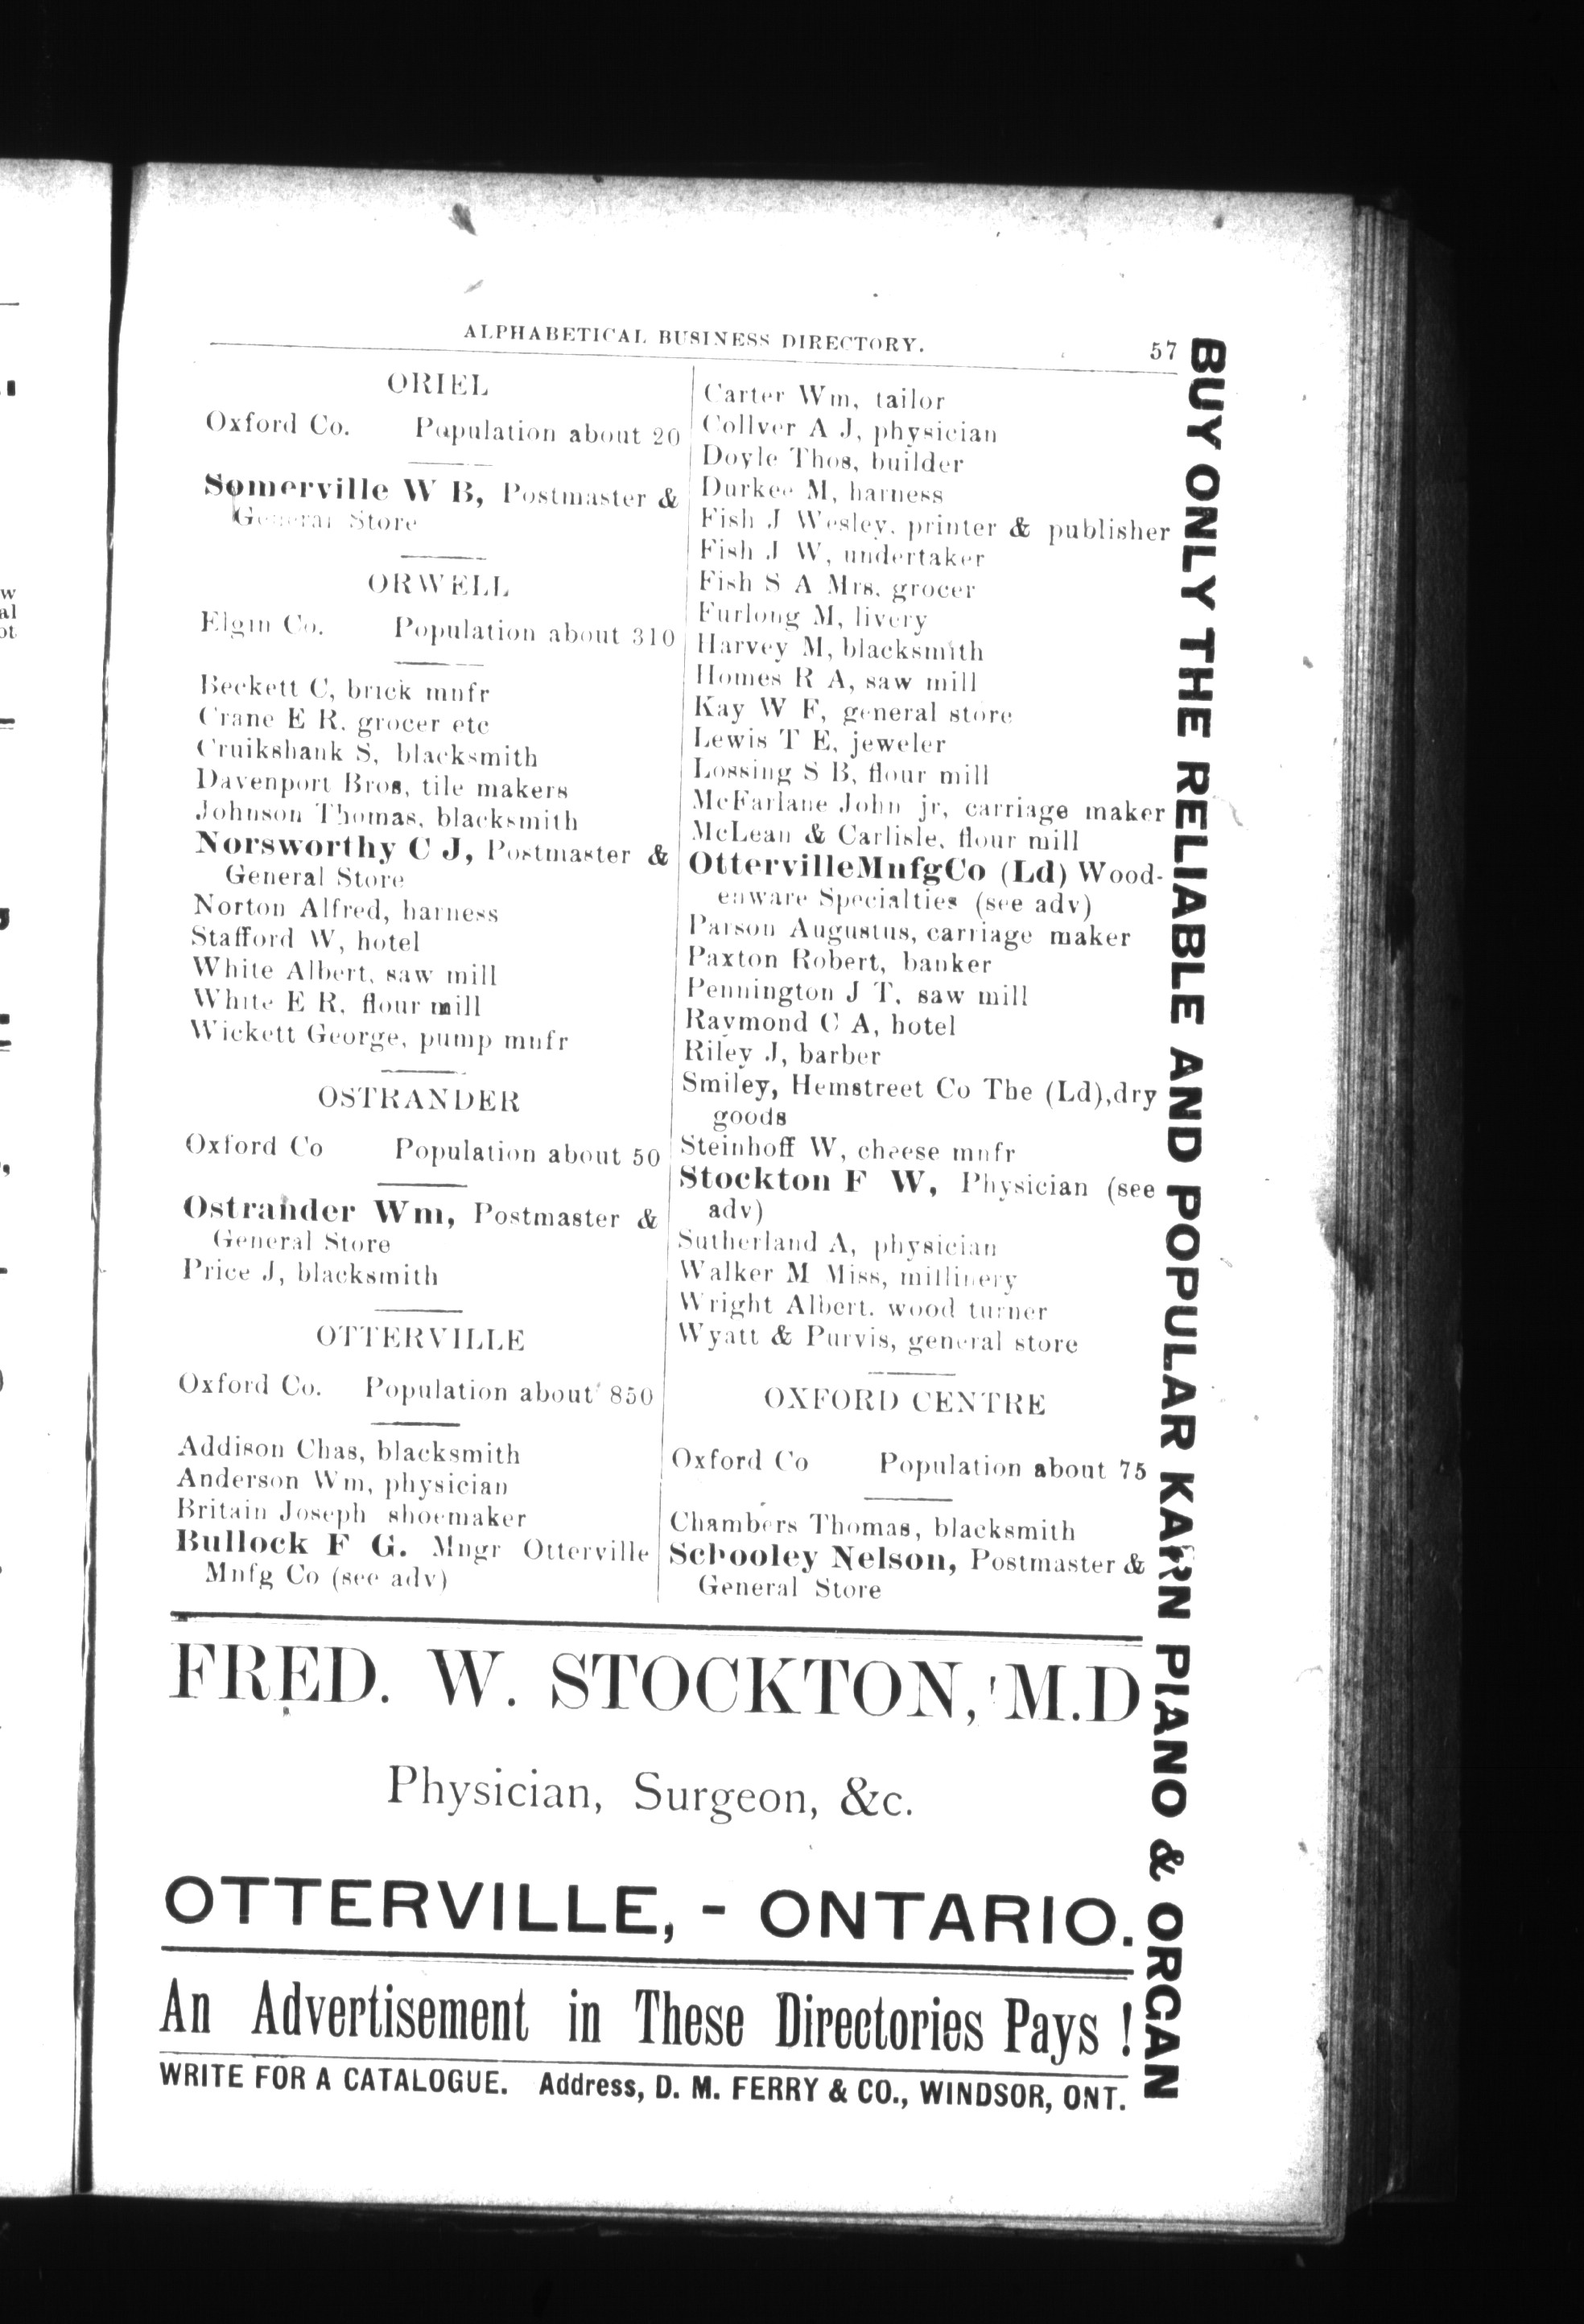 ALPHABETICAL BUSINESS DIRECTORY. 57
ORIEL
Oxford Co. Population about 20
Somerville W B, Postmaster &
General Store
ORWELL
Elgin Co. Population about 310
Beckett C, brick mnfr
Crane E R. grocer etc
Cruikshank S, blacksmith
Davenport Bros, tile makers
Johnson Thomas, blacksmith
Norsworthy C J, Postmaster &
General Store
Norton Alfred, harness
Stafford W, hotel
White Albert, saw mill
White E R, flour mill
Wickett George, pump mnfr
OSTRANDER
Oxford Co Population about 50
Ostrander Wm, Postmaster &
General Store
Price J, blacksmith
OTTERVILLE
Oxford Co. Population about 850
Addison Chas, blacksmith
Anderson Wm, physician
Britain Joseph shoemaker
Bullock F G. Mngr Otterville
Mnfg Co (see adv)
Carter Wm, tailor
Collver A J, physician
Doyle Thos, builder
Durkee M, harness
Fish J Wesley, printer & publisher
Fish J W, undertaker
Fish S A Mrs, grocer
Furlong M, livery
Harvey M, blacksmith
Homes R A, saw mill
Kay W F, general store
Lewis T E, jeweler
Lossing S B, flour mill
McFarlane John jr, carriage maker
McLean & Carlisle, flour mill
OttervilleMnfgCo (Ld) Wood-
enware Specialties (see adv)
Parson Augustus, carriage maker
Paxton Robert, banker
Pennington J T, saw mill
Raymond C A, hotel
Riley J, barber
Smiley, Hemstreet Co The (Ld),dry
goods
Steinhoff W, cheese mnfr
Stockton F W, Physician (see
adv)
Sutherland A, physician
Walker M Miss, millinery
Wright Albert. wood turner
Wyatt & Purvis, general store
OXFORD CENTRE
Oxford Co Population about 75
Chambers Thomas, blacksmith
Schooley Nelson, Postmaster &
General Store
FRED. W. STOCKTON, M.D
Physician, Surgeon, &c.
OTTERVILLE, - ONTARIO.
An Advertisement in These Directories Pays !
WRITE FOR A CATALOGUE. Address, D. M. FERRY & CO., WINDSOR, ONT.
BUY ONLY THE RELIABLE AND POPULAR KARN PIANO & ORGAN